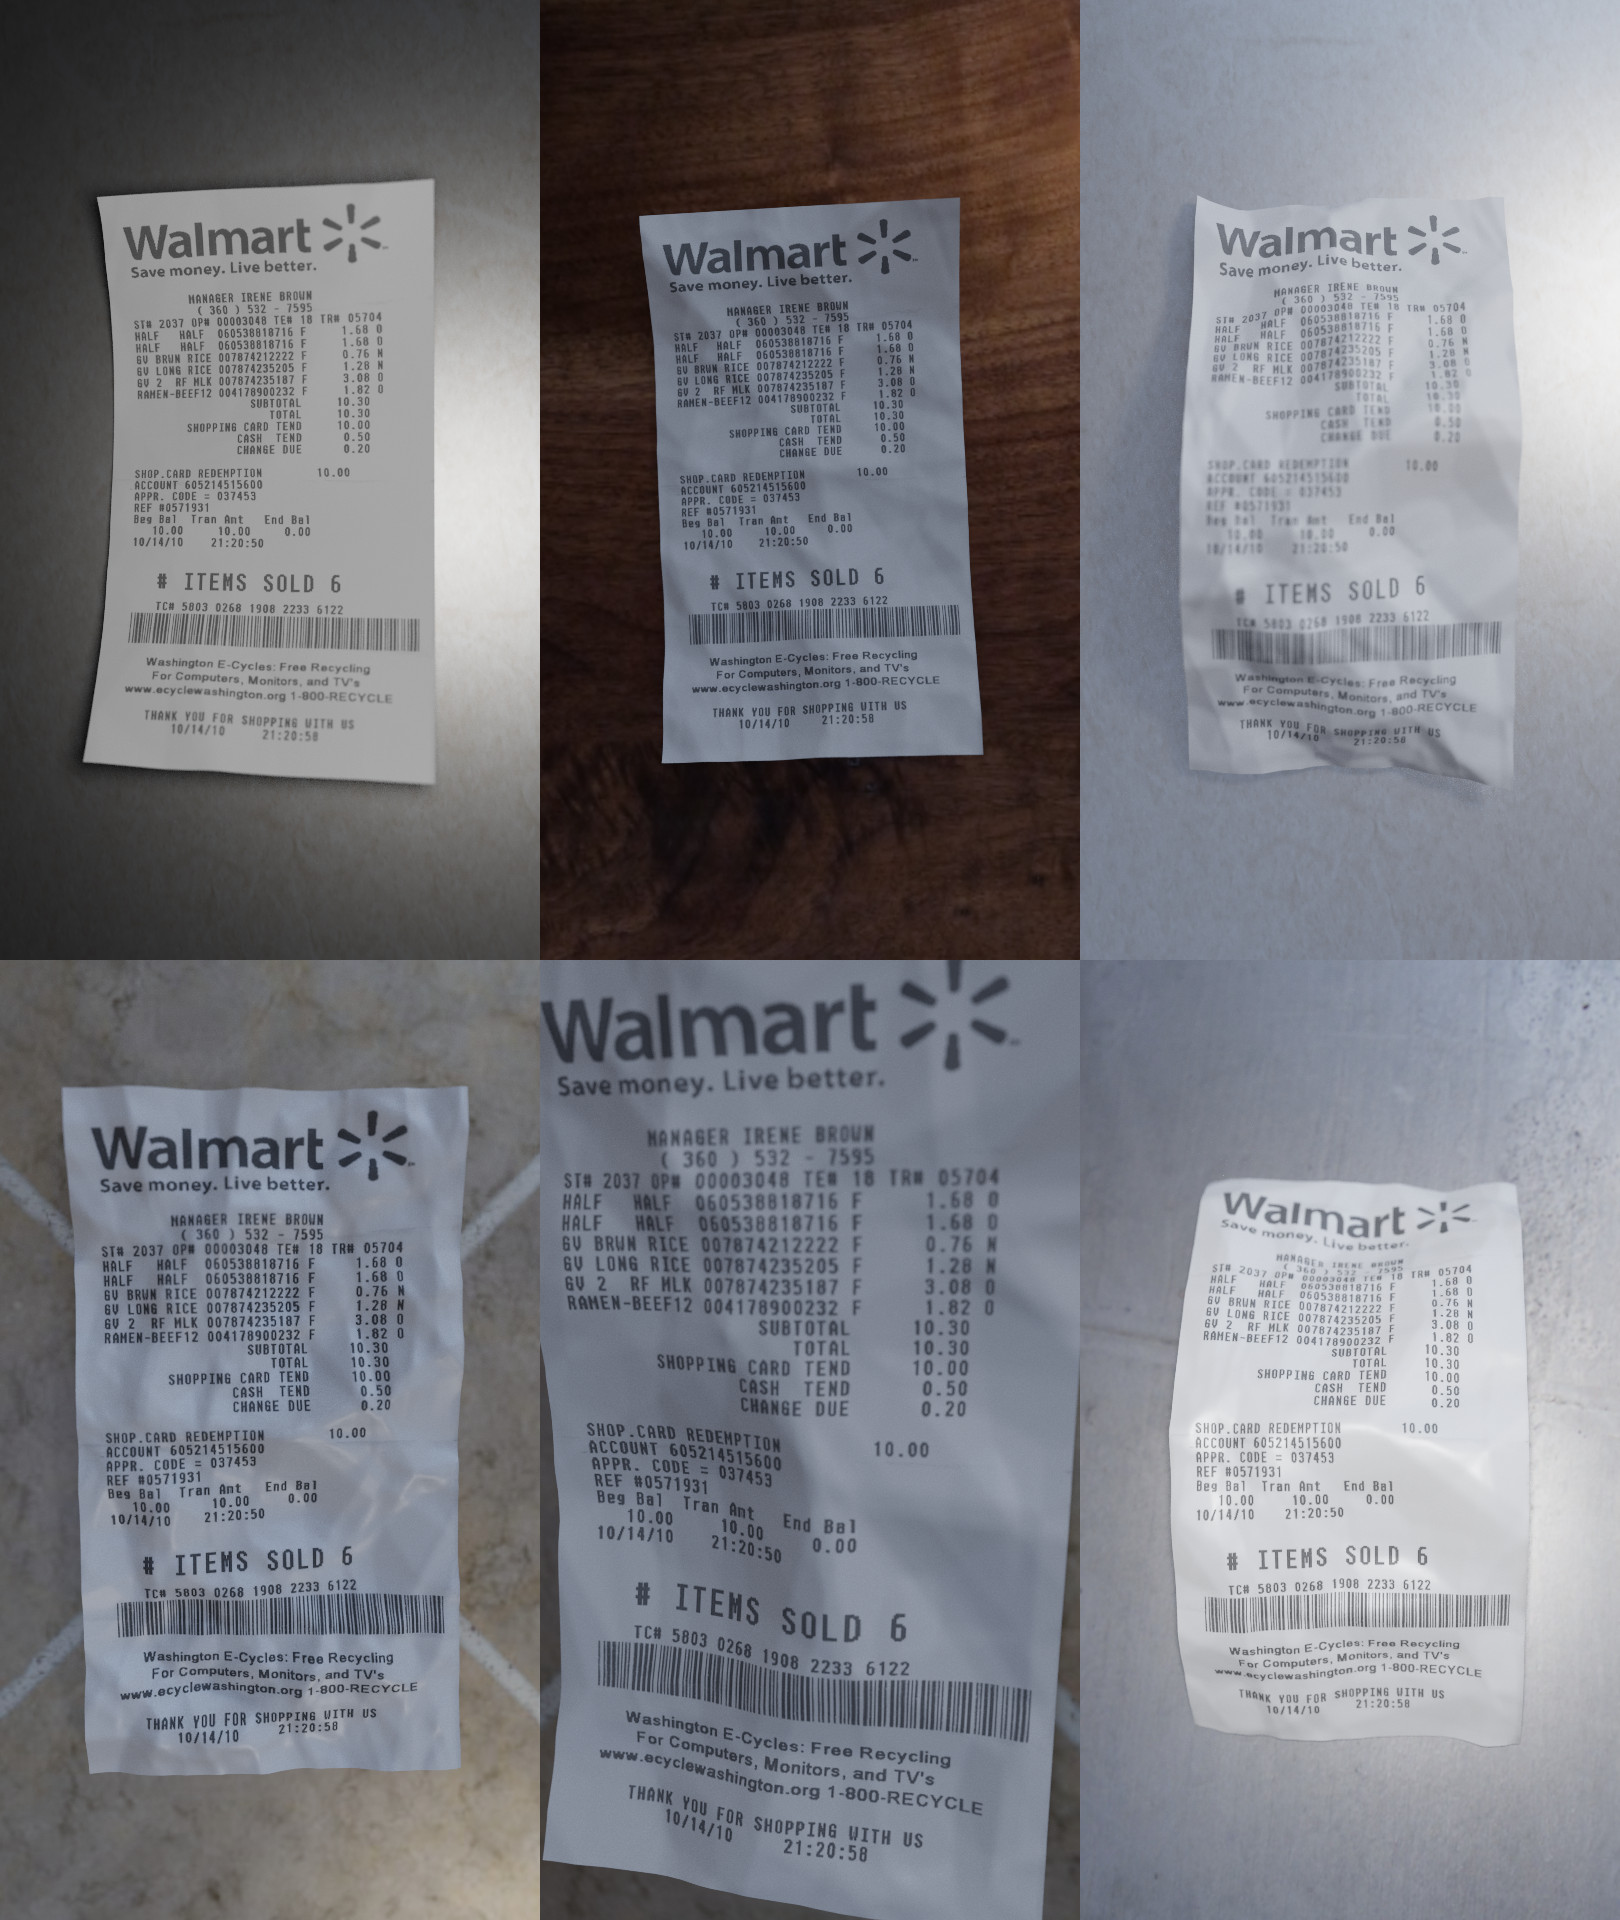 Walmart
Save money. Live better.
MANAGER IRENE BROWN
( 360 ) 532 - 7595
ST# 2037 OP# 00003048 TE# 18 TR# 05704
HALF HALF 060538818716 F 1.68 O
HALF HALF 060538818716 F 1.68 O
GV BRWN RICE 007874212222 F 0.76 N
GV LONG RICE 007874235205 F 1.28 N
GV 2 RF MLK 007874235187 F 3.08 O
RAMEN-BEEF12 004178900232 F 1.82 O
SUBTOTAL 10.30
TOTAL 10.30
SHOPPING CARD TEND 10.00
CASH TEND 0.50
CHANGE DUE 0.20
SHOP.CARD REDEMPTION 10.00
ACCOUNT 605214515600
APPR. CODE = 037453
REF #0571931
Beg Bal Tran Amt End Bal
10.00 10.00 0.00
10/14/10 21:20:50
# ITEMS SOLD 6
TC# 5803 0268 1908 2233 6122
Washington E-Cycles: Free Recycling
For Computers, Monitors, and TV's
www.ecyclewashington.org 1-800-RECYCLE
THANK YOU FOR SHOPPING WITH US
10/14/10 21:20:58
Walmart
Save money. Live better.
MANAGER IRENE BROWN
( 360 ) 532 - 7595
ST# 2037 OP# 00003048 TE# 18 TR# 05704
HALF HALF 060538818716 F 1.68 O
HALF HALF 060538818716 F 1.68 O
GV BRWN RICE 007874212222 F 0.76 N
GV LONG RICE 007874235205 F 1.28 N
GV 2 RF MLK 007874235187 F 3.08 O
RAMEN-BEEF12 004178900232 F 1.82 O
SUBTOTAL 10.30
TOTAL 10.30
SHOPPING CARD TEND 10.00
CASH TEND 0.50
CHANGE DUE 0.20
SHOP.CARD REDEMPTION 10.00
ACCOUNT 605214515600
APPR. CODE = 037453
REF #0571931
Beg Bal Tran Amt End Bal
10.00 10.00 0.00
10/14/10 21:20:50
# ITEMS SOLD 6
TC# 5803 0268 1908 2233 6122
Washington E-Cycles: Free Recycling
For Computers, Monitors, and TV's
www.ecyclewashington.org 1-800-RECYCLE
THANK YOU FOR SHOPPING WITH US
10/14/10 21:20:58
Walmart
Save money. Live better.
MANAGER IRENE BROWN
( 360 ) 532 - 7595
ST# 2037 OP# 00003048 TE# 18 TR# 05704
HALF HALF 060538818716 F 1.68 O
HALF HALF 060538818716 F 1.68 O
GV BRWN RICE 007874212222 F 0.76 N
GV LONG RICE 007874235205 F 1.28 N
GV 2 RF MLK 007874235187 F 3.08 O
RAMEN-BEEF12 004178900232 F 1.82 O
SUBTOTAL 10.30
TOTAL 10.30
SHOPPING CARD TEND 10.00
CASH TEND 0.50
CHANGE DUE 0.20
SHOP.CARD REDEMPTION 10.00
ACCOUNT 605214515600
APPR. CODE = 037453
REF #0571931
Beg Bal Tran Amt End Bal
10.00 10.00 0.00
10/14/10 21:20:50
# ITEMS SOLD 6
TC# 5803 0268 1908 2233 6122
Washington E-Cycles: Free Recycling
For Computers, Monitors, and TV's
www.ecyclewashington.org 1-800-RECYCLE
THANK YOU FOR SHOPPING WITH US
10/14/10 21:20:58
Walmart
Save money. Live better.
MANAGER IRENE BROWN
( 360 ) 532 - 7595
ST# 2037 OP# 00003048 TE# 18 TR# 05704
HALF HALF 060538818716 F 1.68 O
HALF HALF 060538818716 F 1.68 O
GV BRWN RICE 007874212222 F 0.76 N
GV LONG RICE 007874235205 F 1.28 N
GV 2 RF MLK 007874235187 F 3.08 O
RAMEN-BEEF12 004178900232 F 1.82 O
SUBTOTAL 10.30
TOTAL 10.30
SHOPPING CARD TEND 10.00
CASH TEND 0.50
CHANGE DUE 0.20
SHOP.CARD REDEMPTION 10.00
ACCOUNT 605214515600
APPR. CODE = 037453
REF #0571931
Beg Bal Tran Amt End Bal
10.00 10.00 0.00
10/14/10 21:20:50
# ITEMS SOLD 6
TC# 5803 0268 1908 2233 6122
Washington E-Cycles: Free Recycling
For Computers, Monitors, and TV's
www.ecyclewashington.org 1-800-RECYCLE
THANK YOU FOR SHOPPING WITH US
10/14/10 21:20:58
Walmart
Save money. Live better.
MANAGER IRENE BROWN
( 360 ) 532 - 7595
ST# 2037 OP# 00003048 TE# 18 TR# 05704
HALF HALF 060538818716 F 1.68 O
HALF HALF 060538818716 F 1.68 O
GV BRWN RICE 007874212222 F 0.76 N
GV LONG RICE 007874235205 F 1.28 N
GV 2 RF MLK 007874235187 F 3.08 O
RAMEN-BEEF12 004178900232 F 1.82 O
SUBTOTAL 10.30
TOTAL 10.30
SHOPPING CARD TEND 10.00
CASH TEND 0.50
CHANGE DUE 0.20
SHOP.CARD REDEMPTION 10.00
ACCOUNT 605214515600
APPR. CODE = 037453
REF #0571931
Beg Bal Tran Amt End Bal
10.00 10.00 0.00
10/14/10 21:20:50
# ITEMS SOLD 6
TC# 5803 0268 1908 2233 6122
Washington E-Cycles: Free Recycling
For Computers, Monitors, and TV's
www.ecyclewashington.org 1-800-RECYCLE
THANK YOU FOR SHOPPING WITH US
10/14/10 21:20:58
Walmart
Save money. Live better.
MANAGER IRENE BROWN
( 360 ) 532 - 7595
ST# 2037 OP# 00003048 TE# 18 TR# 05704
HALF HALF 060538818716 F 1.68 O
HALF HALF 060538818716 F 1.68 O
GV BRWN RICE 007874212222 F 0.76 N
GV LONG RICE 007874235205 F 1.28 N
GV 2 RF MLK 007874235187 F 3.08 O
RAMEN-BEEF12 004178900232 F 1.82 O
SUBTOTAL 10.30
TOTAL 10.30
SHOPPING CARD TEND 10.00
CASH TEND 0.50
CHANGE DUE 0.20
SHOP.CARD REDEMPTION 10.00
ACCOUNT 605214515600
APPR. CODE = 037453
REF #0571931
Beg Bal Tran Amt End Bal
10.00 10.00 0.00
10/14/10 21:20:50
# ITEMS SOLD 6
TC# 5803 0268 1908 2233 6122
Washington E-Cycles: Free Recycling
For Computers, Monitors, and TV's
www.ecyclewashington.org 1-800-RECYCLE
THANK YOU FOR SHOPPING WITH US
10/14/10 21:20:58